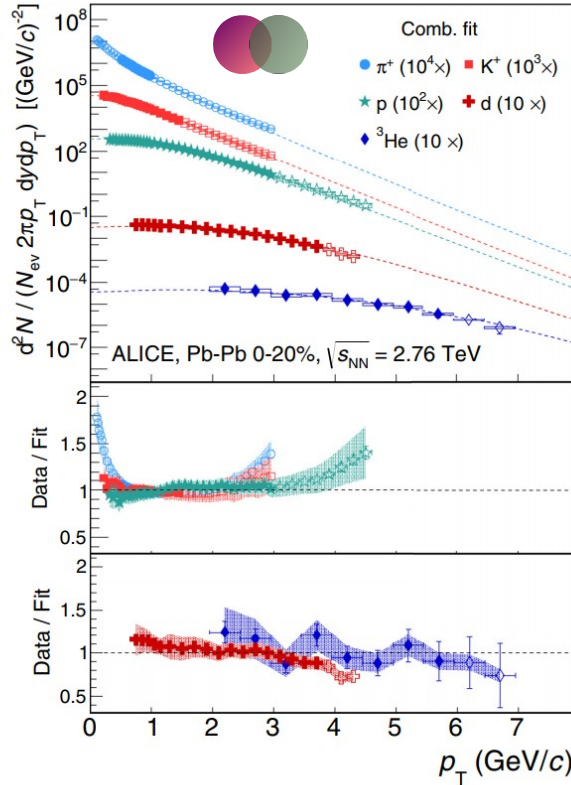 d²N / (N_ev 2πp_T dydp_T) [(GeV/c)⁻²]
10⁸
10⁵
10²
10⁻¹
10⁻⁴
10⁻⁷
Comb. fit
π⁺ (10⁴×) K⁺ (10³×)
p (10²×) d (10 ×)
³He (10 ×)
ALICE, Pb-Pb 0-20%, √s_NN = 2.76 TeV
Data / Fit
2
1.5
1
0.5
Data / Fit
2
1.5
1
0.5
0 1 2 3 4 5 6 7
p_T (GeV/c)